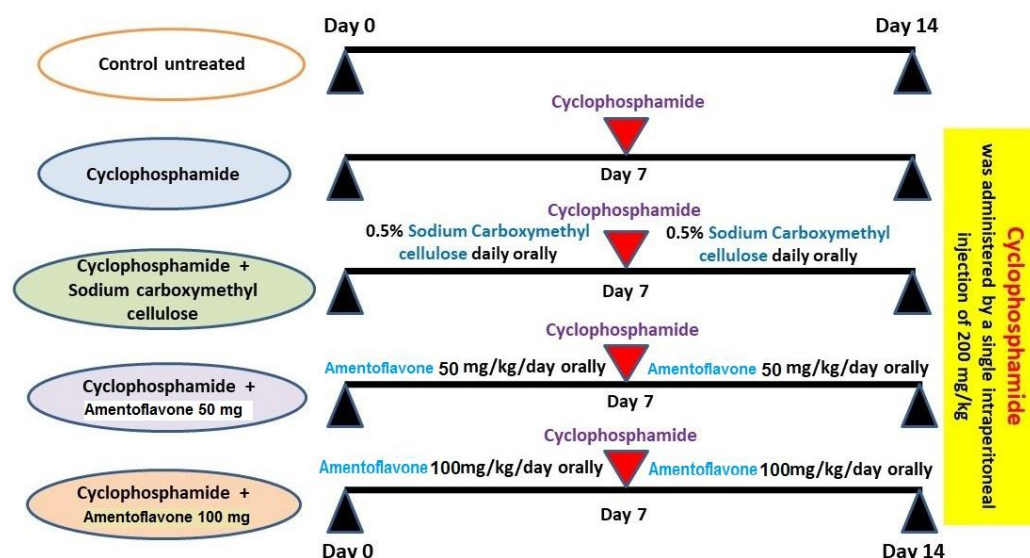 Day 0
Day 14
Control untreated
Cyclophosphamide
Cyclophosphamide
Day 7
Cyclophosphamide
0.5% Sodium Carboxymethyl
cellulose daily orally
0.5% Sodium Carboxymethyl
cellulose daily orally
Cyclophosphamide +
Sodium carboxymethyl
cellulose
Day 7
Cyclophosphamide
Amentoflavone 50 mg/kg/day orally
Amentoflavone 50 mg/kg/day orally
Cyclophosphamide +
Amentoflavone 50 mg
Day 7
Cyclophosphamide
Amentoflavone 100mg/kg/day orally
Amentoflavone 100mg/kg/day orally
Cyclophosphamide +
Amentoflavone 100 mg
Day 7
Day 0
Day 14
Cyclophosphamide
was administered by a single intraperitoneal
injection of 200 mg/kg